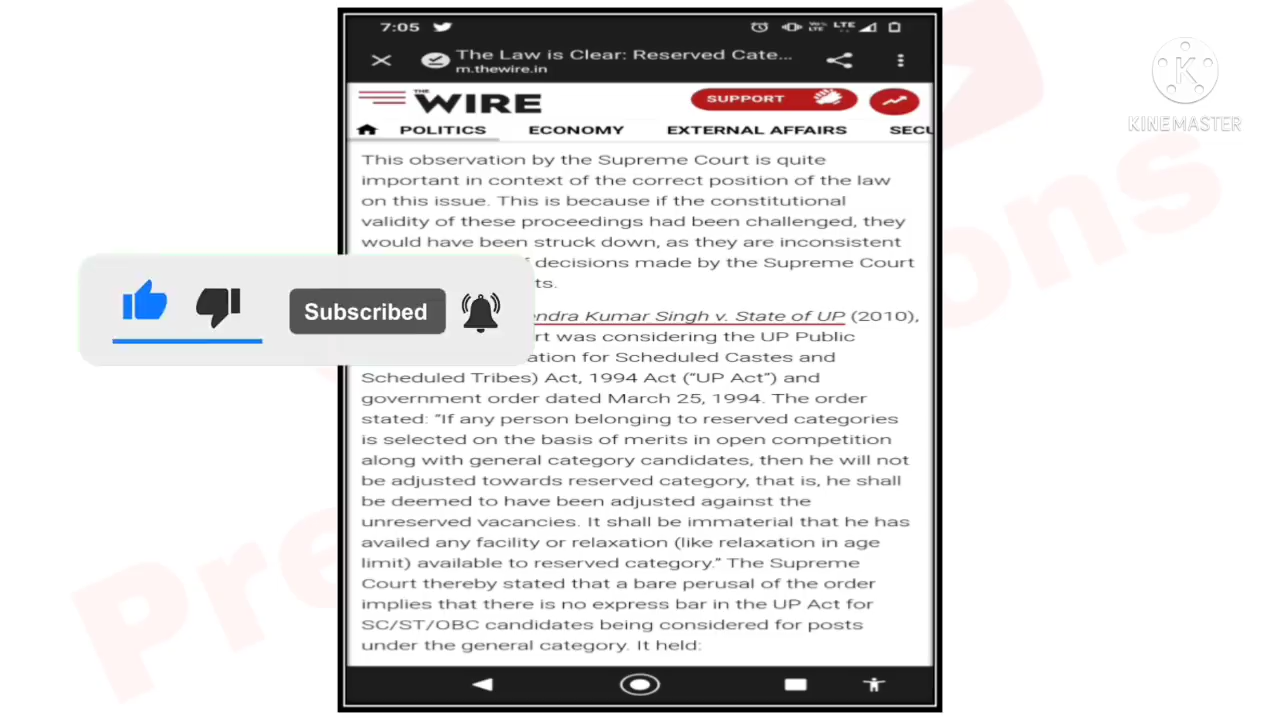 7:05
VoLTE LTE
The Law is Clear: Reserved Cate...
m.thewire.in
THE WIRE
SUPPORT
POLITICS ECONOMY EXTERNAL AFFAIRS SECU
This observation by the Supreme Court is quite
important in context of the correct position of the law
on this issue. This is because if the constitutional
validity of these proceedings had been challenged, they
would have been struck down, as they are inconsistent
decisions made by the Supreme Court
ts.
endra Kumar Singh v. State of UP (2010),
rt was considering the UP Public
ation for Scheduled Castes and
Scheduled Tribes) Act, 1994 Act (“UP Act”) and
government order dated March 25, 1994. The order
stated: “If any person belonging to reserved categories
is selected on the basis of merits in open competition
along with general category candidates, then he will not
be adjusted towards reserved category, that is, he shall
be deemed to have been adjusted against the
unreserved vacancies. It shall be immaterial that he has
availed any facility or relaxation (like relaxation in age
limit) available to reserved category.” The Supreme
Court thereby stated that a bare perusal of the order
implies that there is no express bar in the UP Act for
SC/ST/OBC candidates being considered for posts
under the general category. It held:
Subscribed
K
KINEMASTER
Pre
ons